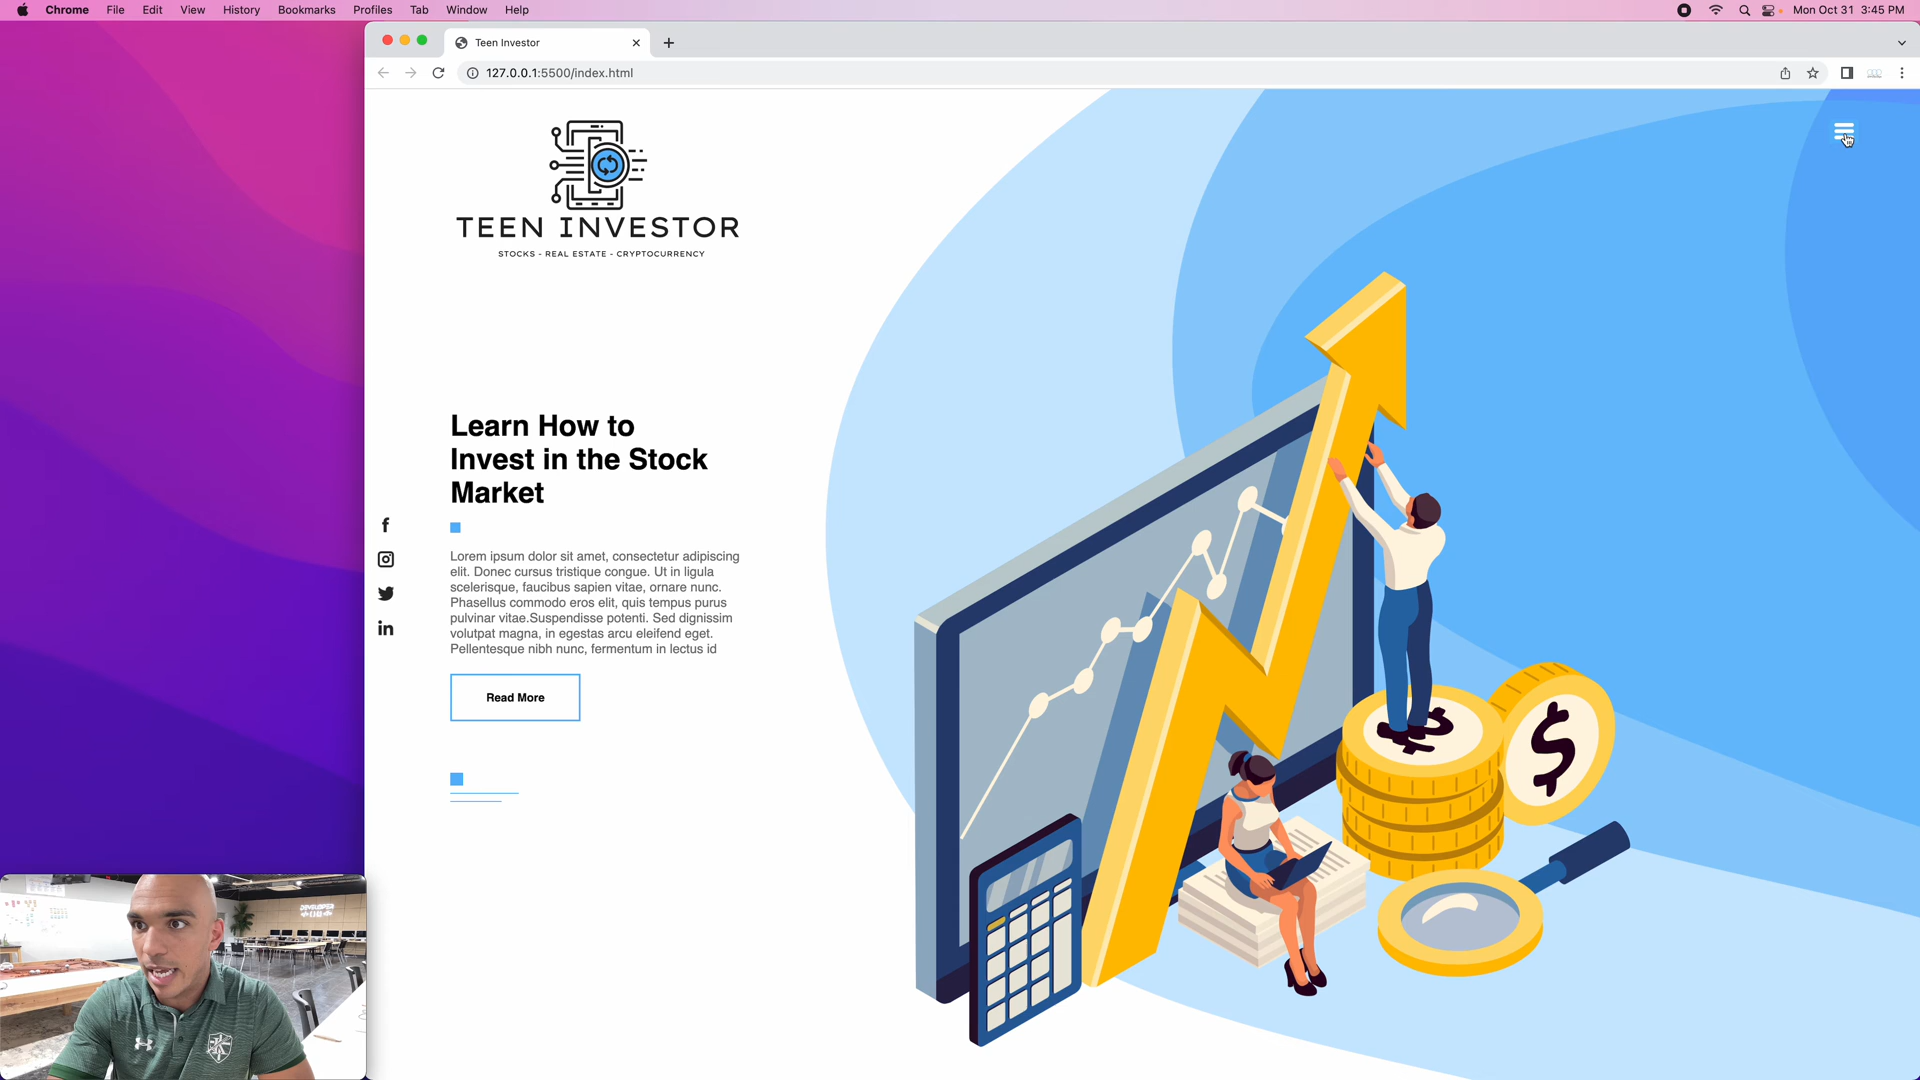 Chrome File Edit View History Bookmarks Profiles Tab Window Help
Mon Oct 31 3:45 PM
Teen Investor
127.0.0.1:5500/index.html
TEEN INVESTOR
STOCKS - REAL ESTATE - CRYPTOCURRENCY
Learn How to
Invest in the Stock
Market
Lorem ipsum dolor sit amet, consectetur adipiscing
elit. Donec cursus tristique congue. Ut in ligula
scelerisque, faucibus sapien vitae, ornare nunc.
Phasellus commodo eros elit, quis tempus purus
pulvinar vitae.Suspendisse potenti. Sed dignissim
volutpat magna, in egestas arcu eleifend eget.
Pellentesque nibh nunc, fermentum in lectus id
Read More
$
DEVELOPER